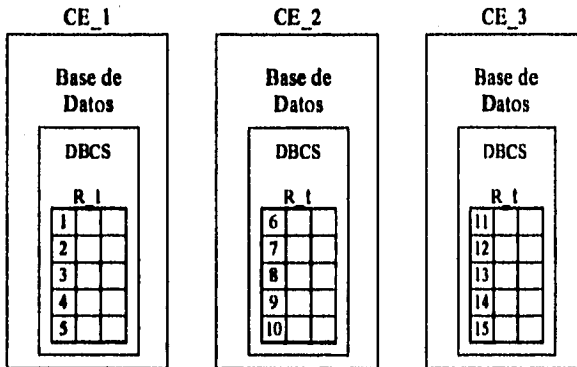 CE_1
Base de
Datos
DBCS
R_t
1
2
3
4
5
CE_2
Base de
Datos
DBCS
R_t
6
7
8
9
10
CE_3
Base de
Datos
DBCS
R_t
11
12
13
14
15